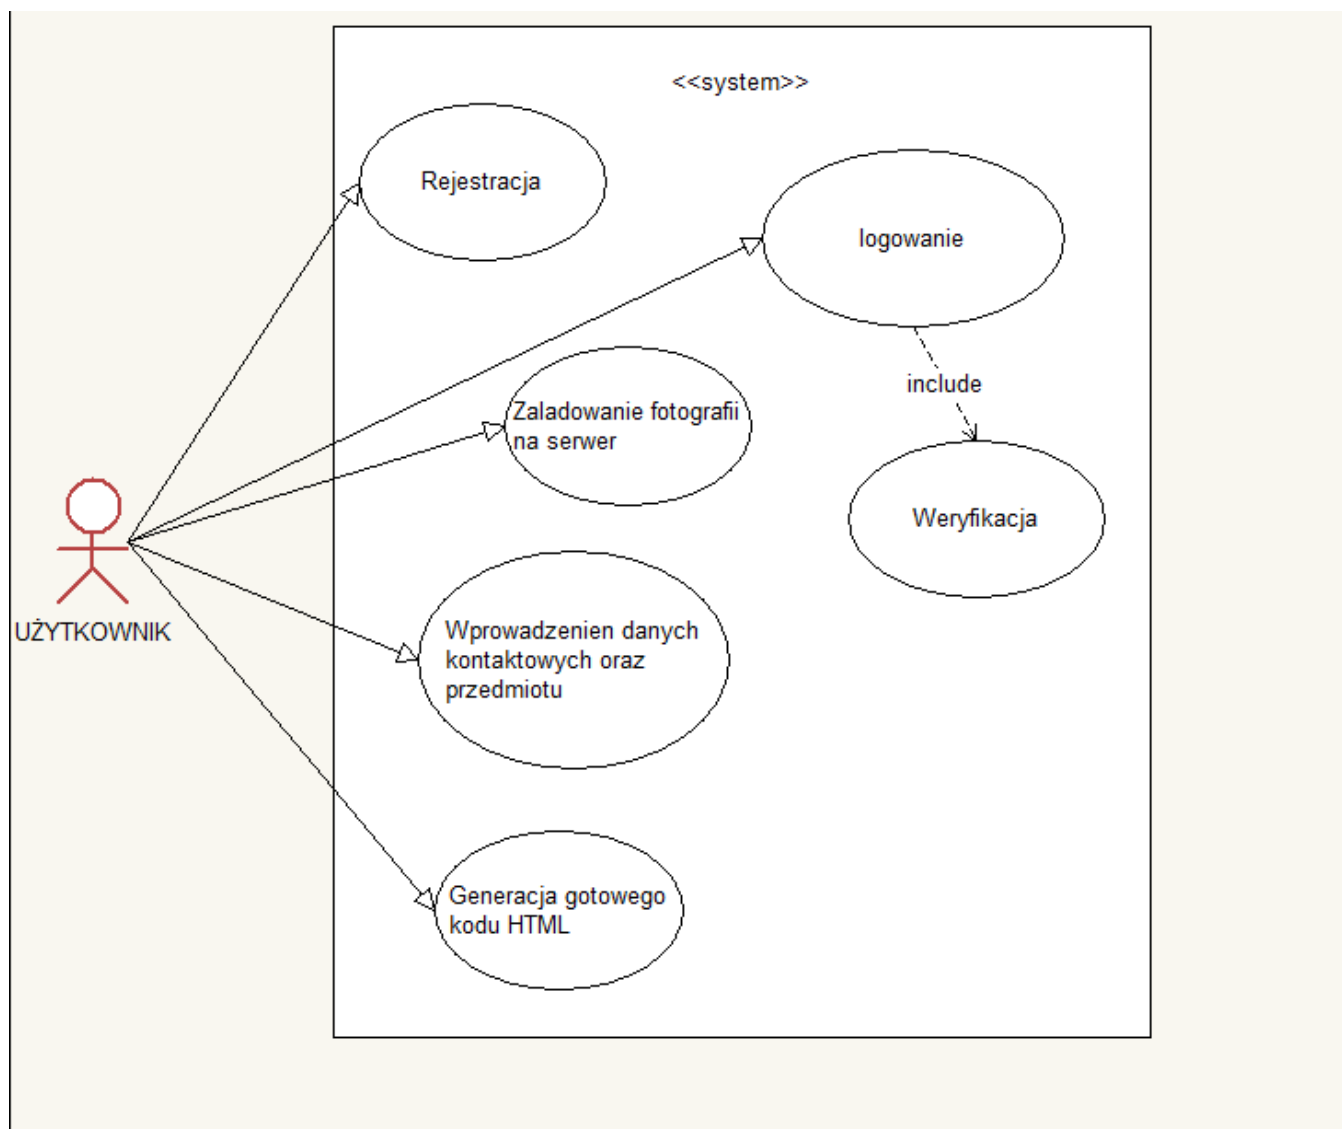 <<system>>
Rejestracja
logowanie
include
Zaladowanie fotografii
na serwer
Weryfikacja
UŻYTKOWNIK
Wprowadzenien danych
kontaktowych oraz
przedmiotu
Generacja gotowego
kodu HTML